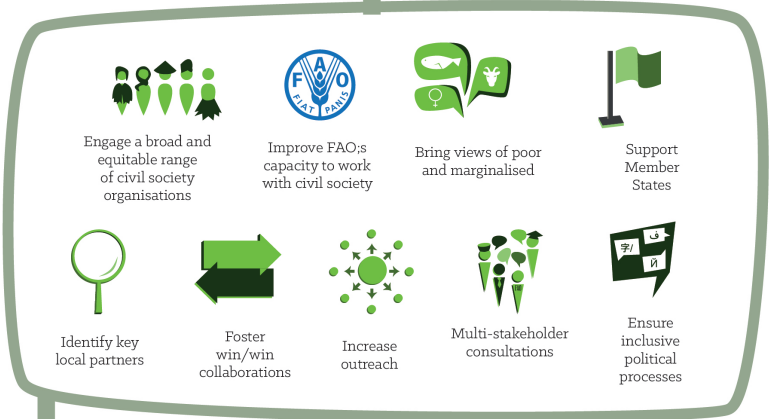 F A O
FIAT PANIS
Engage a broad and
equitable range
of civil society
organisations
Improve FAO;s
capacity to work
with civil society
Bring views of poor
and marginalised
Support
Member
States
字/
ف
Й
Identify key
local partners
Foster
win/win
collaborations
Increase
outreach
Multi-stakeholder
consultations
Ensure
inclusive
political
processes